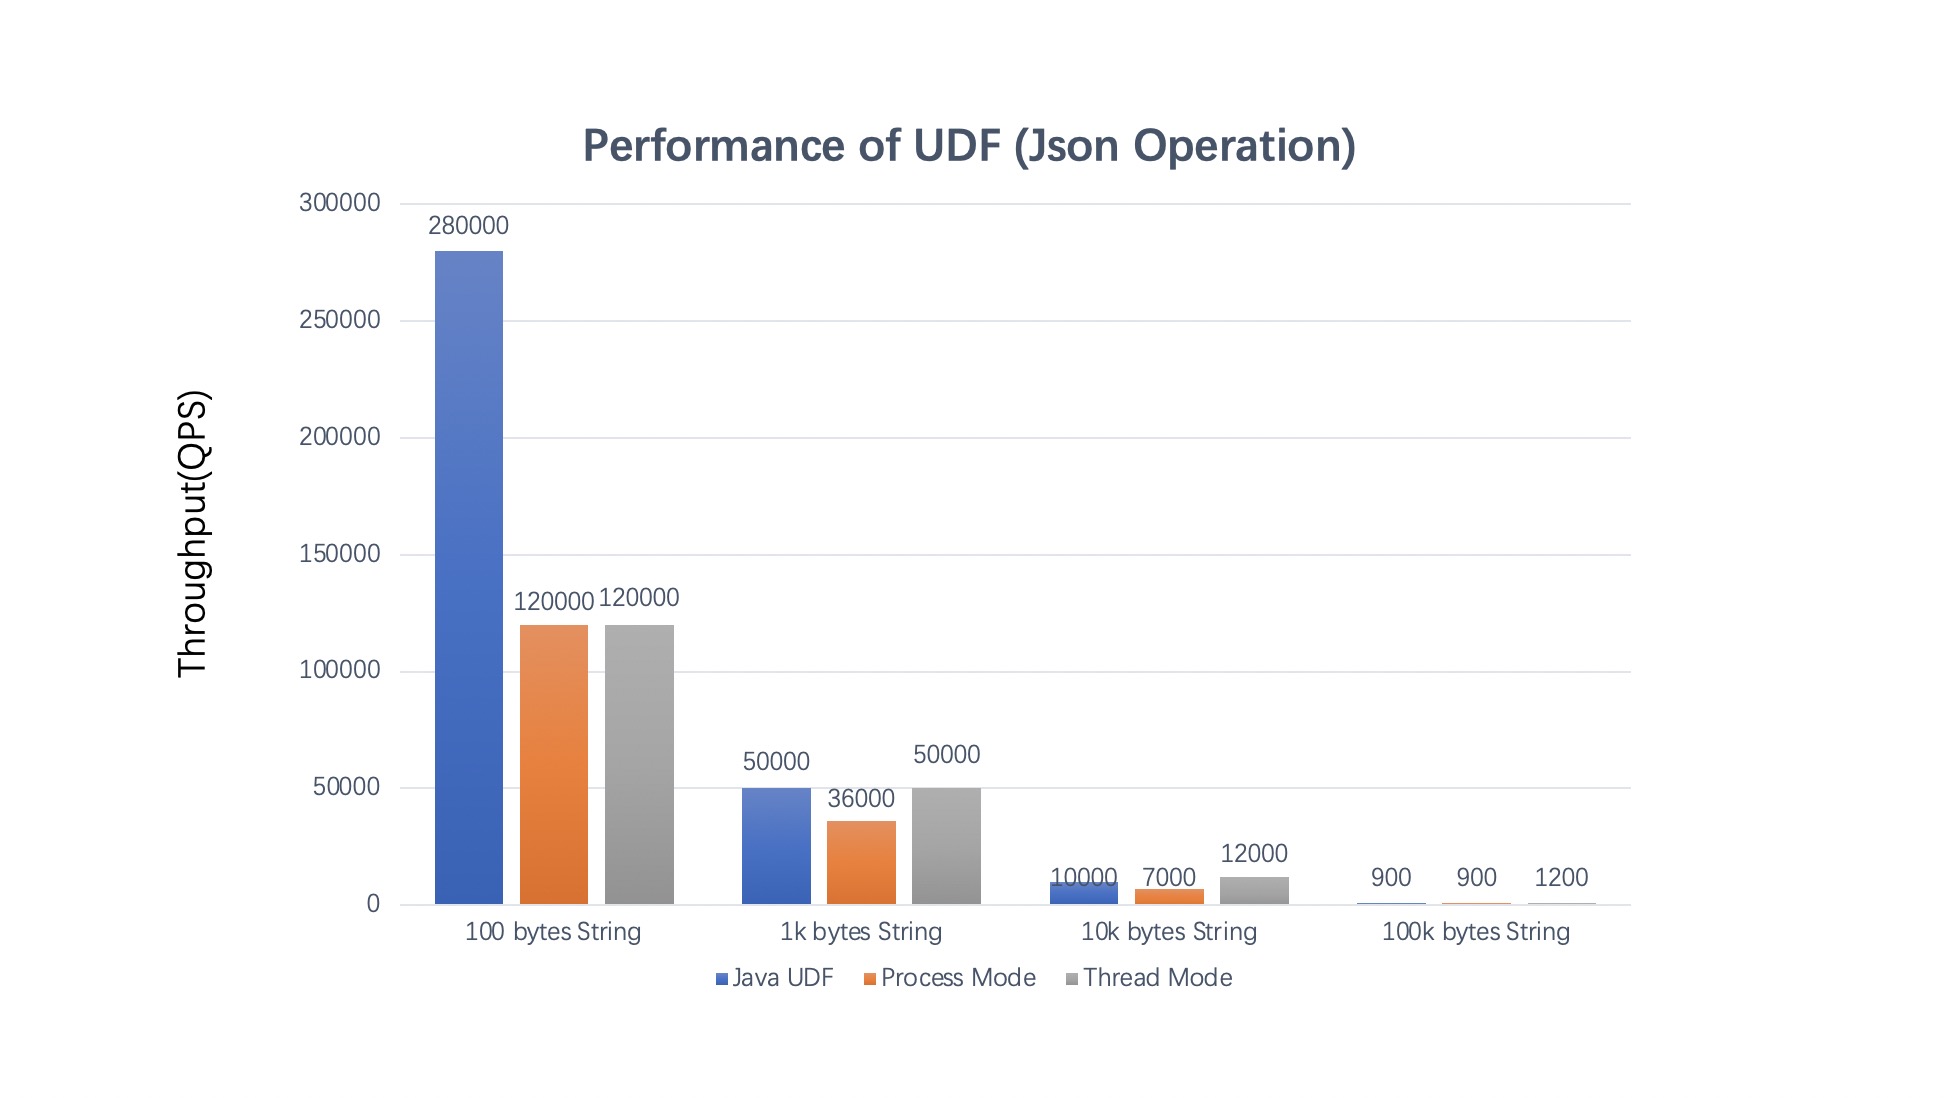 Performance of UDF (Json Operation)
Throughput(QPS)
300000
250000
200000
150000
100000
50000
0
280000
120000
120000
50000
36000
50000
10000
7000
12000
900
900
1200
100 bytes String
1k bytes String
10k bytes String
100k bytes String
Java UDF
Process Mode
Thread Mode